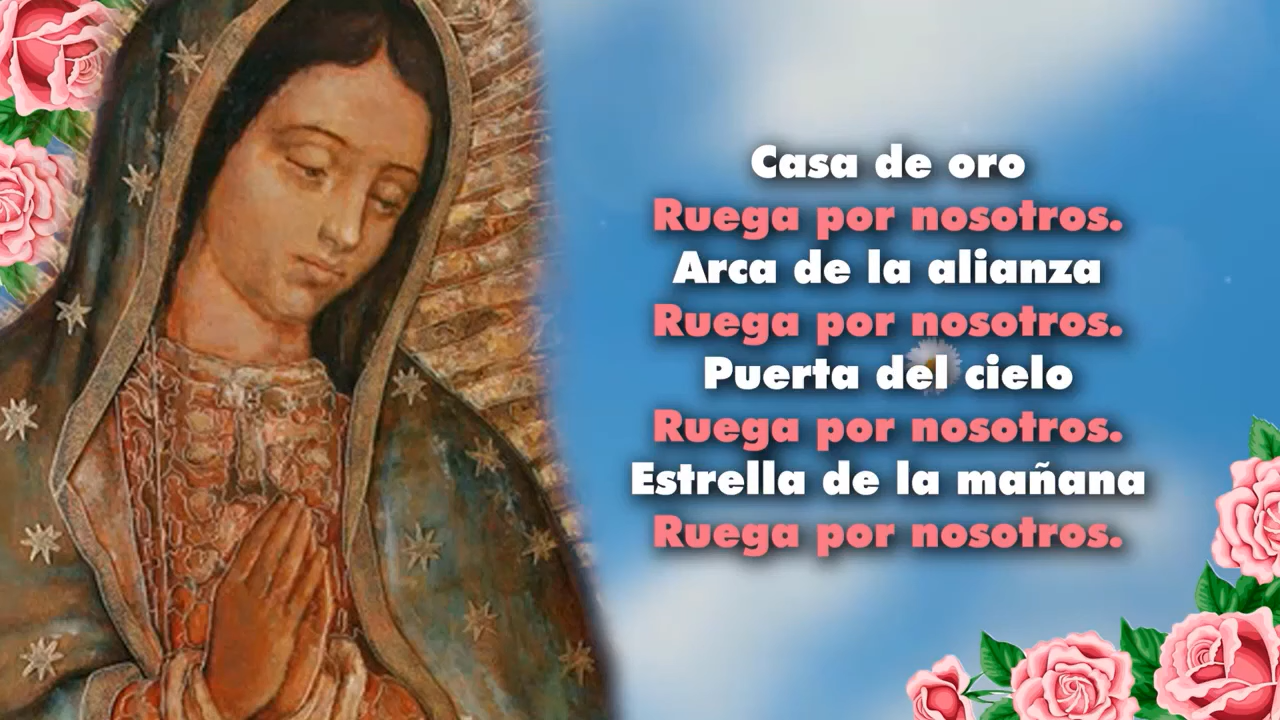 Casa de oro
Ruega por nosotros.
Arca de la alianza
Ruega por nosotros.
Puerta del cielo
Ruega por nosotros.
Estrella de la mañana
Ruega por nosotros.